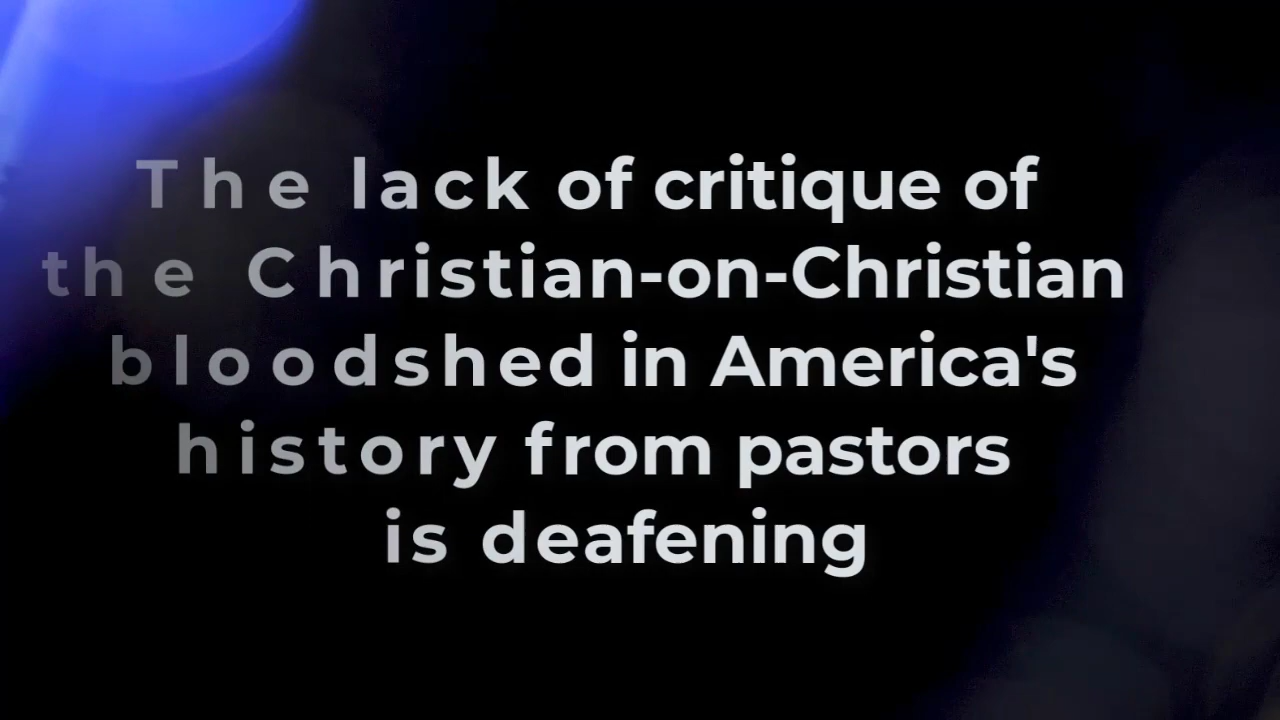 The lack of critique of
the Christian-on-Christian
bloodshed in America's
history from pastors
is deafening